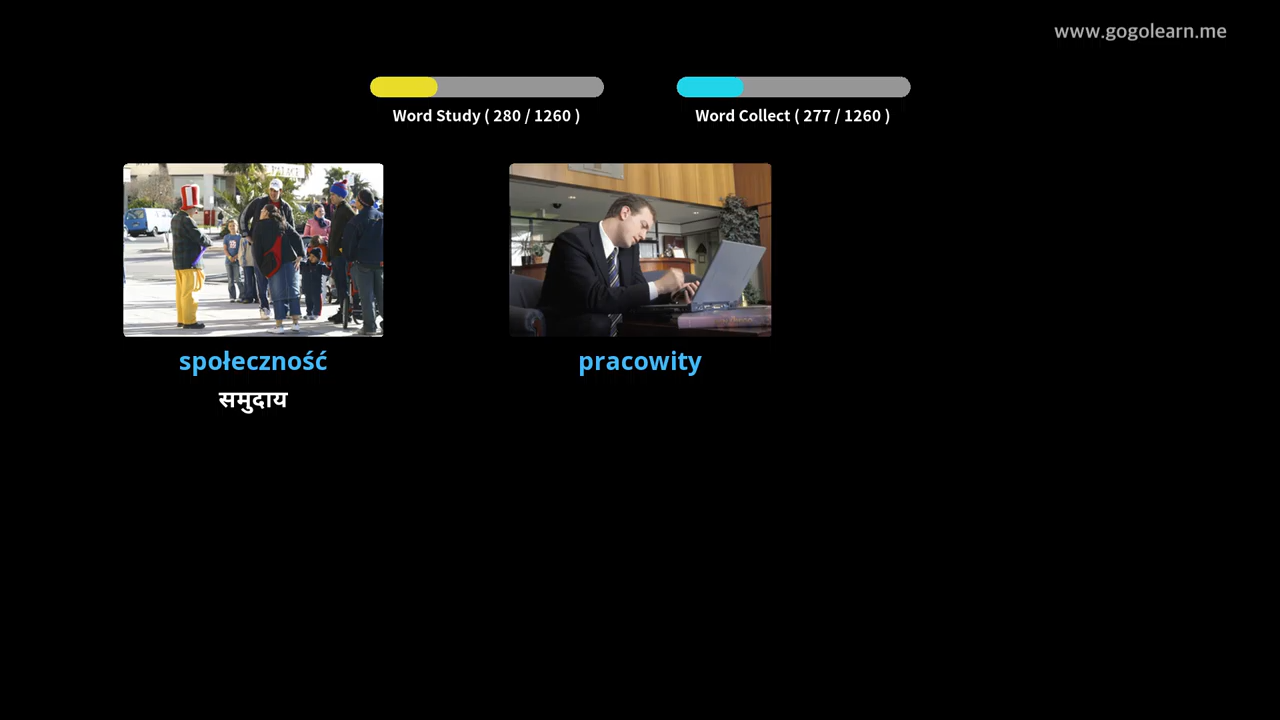 www.gogolearn.me
Word Study ( 280 / 1260 )
Word Collect ( 277 / 1260 )
społeczność
pracowity
समुदाय